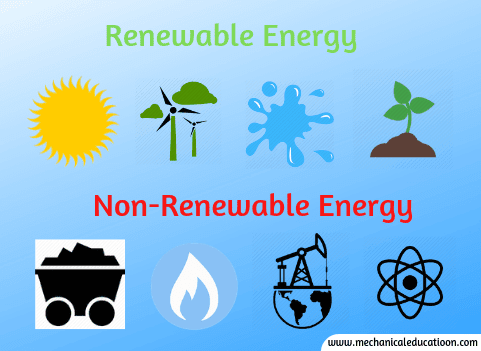 Renewable Energy
Non-Renewable Energy
www.mechanicaleducatioon.com